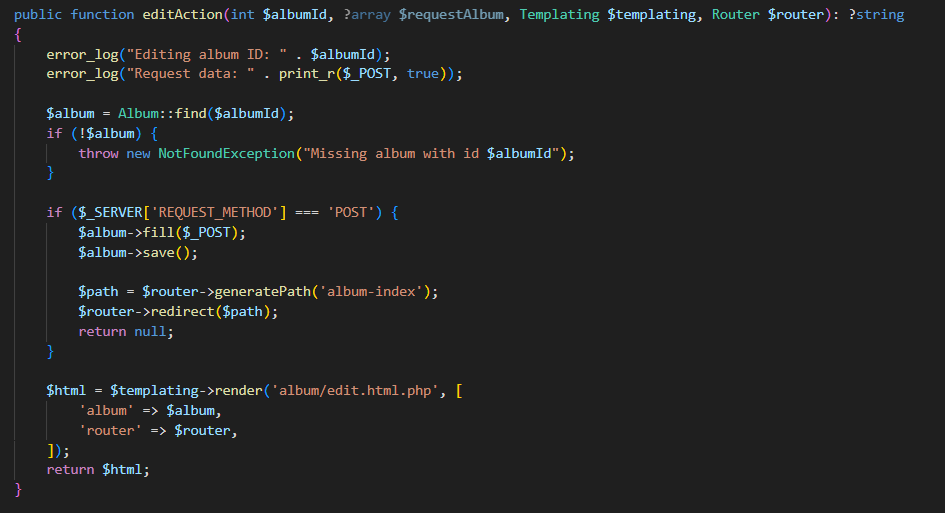 public function editAction(int $albumId, ?array $requestAlbum, Templating $templating, Router $router): ?string
{
    error_log("Editing album ID: " . $albumId);
    error_log("Request data: " . print_r($_POST, true));

    $album = Album::find($albumId);
    if (!$album) {
        throw new NotFoundException("Missing album with id $albumId");
    }

    if ($_SERVER['REQUEST_METHOD'] === 'POST') {
        $album->fill($_POST);
        $album->save();

        $path = $router->generatePath('album-index');
        $router->redirect($path);
        return null;
    }

    $html = $templating->render('album/edit.html.php', [
        'album' => $album,
        'router' => $router,
    ]);
    return $html;
}